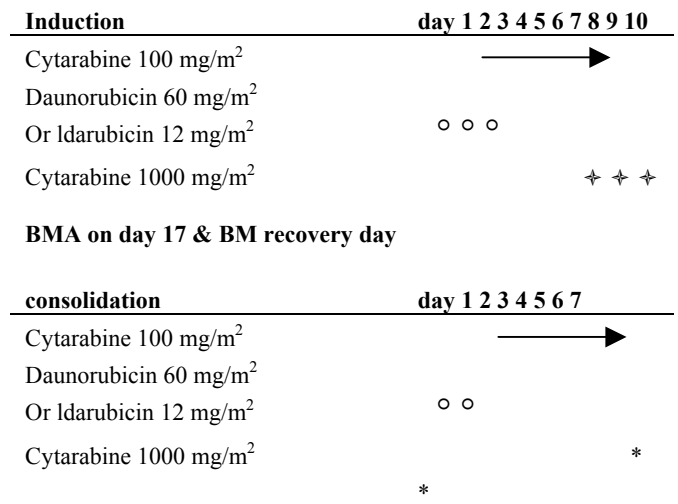 Induction day 1 2 3 4 5 6 7 8 9 10
Cytarabine 100 mg/m²
Daunorubicin 60 mg/m²
Or ldarubicin 12 mg/m²
Cytarabine 1000 mg/m²
BMA on day 17 & BM recovery day
consolidation day 1 2 3 4 5 6 7
Cytarabine 100 mg/m²
Daunorubicin 60 mg/m²
Or ldarubicin 12 mg/m²
Cytarabine 1000 mg/m² *
*